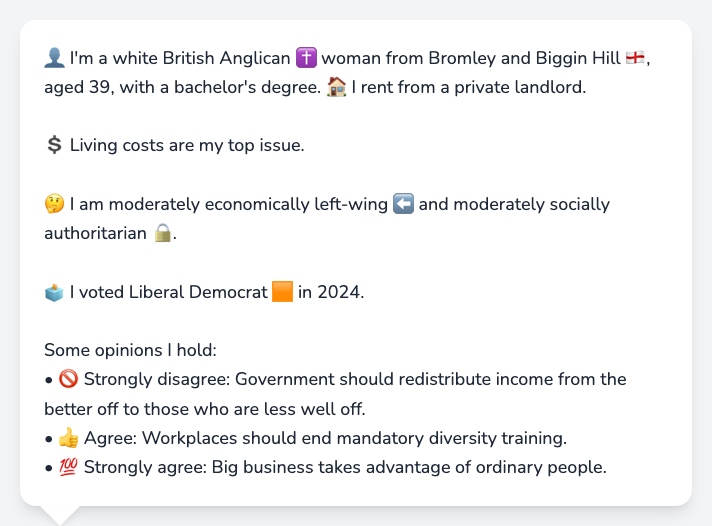 👤 I'm a white British Anglican ✝️ woman from Bromley and Biggin Hill 🏴󠁧󠁢󠁥󠁮󠁧󠁿,
aged 39, with a bachelor's degree. 🏠 I rent from a private landlord.
💲 Living costs are my top issue.
🤔 I am moderately economically left-wing ⬅️ and moderately socially
authoritarian 🔒.
🗳️ I voted Liberal Democrat 🟧 in 2024.
Some opinions I hold:
• 🚫 Strongly disagree: Government should redistribute income from the
better off to those who are less well off.
• 👍 Agree: Workplaces should end mandatory diversity training.
• 💯 Strongly agree: Big business takes advantage of ordinary people.